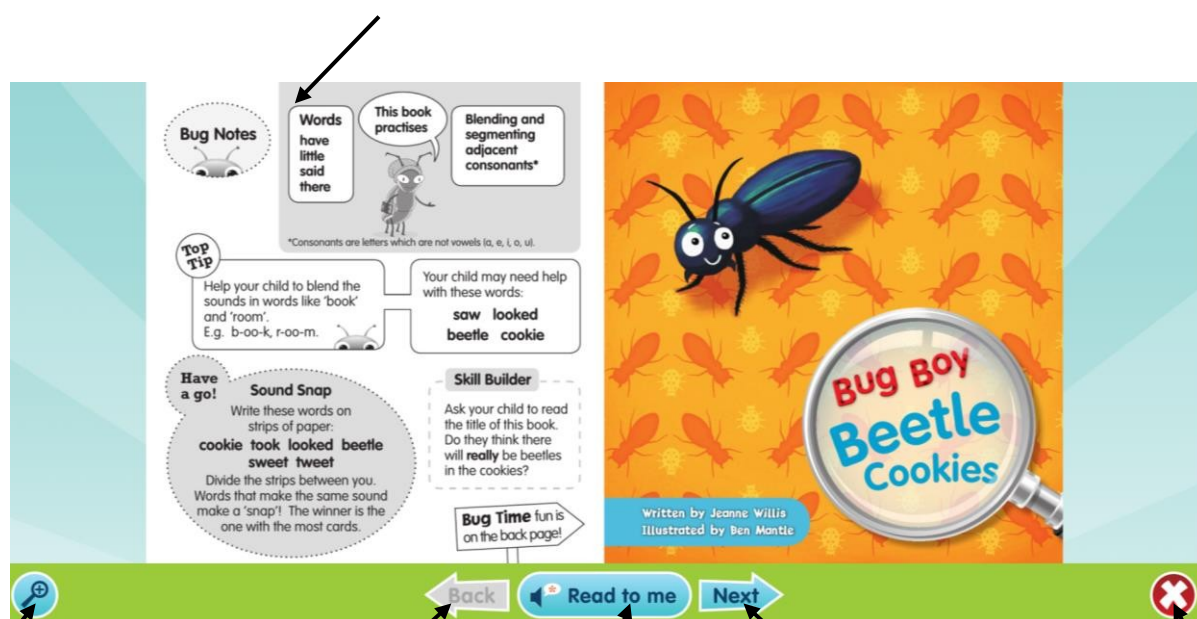 Bug Notes
Words
have
little
said
there
This book
practises
Blending and
segmenting
adjacent
consonants*
*Consonants are letters which are not vowels (a, e, i, o, u).
Top
Tip
Help your child to blend the
sounds in words like 'book'
and 'room'.
E.g. b-oo-k, r-oo-m.
Your child may need help
with these words:
saw looked
beetle cookie
Have
a go!
Sound Snap
Write these words on
strips of paper:
cookie took looked beetle
sweet tweet
Divide the strips between you.
Words that make the same sound
make a 'snap'! The winner is the
one with the most cards.
Skill Builder
Ask your child to read
the title of this book.
Do they think there
will really be beetles
in the cookies?
Bug Time fun is
on the back page!
Bug Boy
Beetle
Cookies
Written by Jeanne Willis
Illustrated by Ben Mantle
Back
Read to me
Next